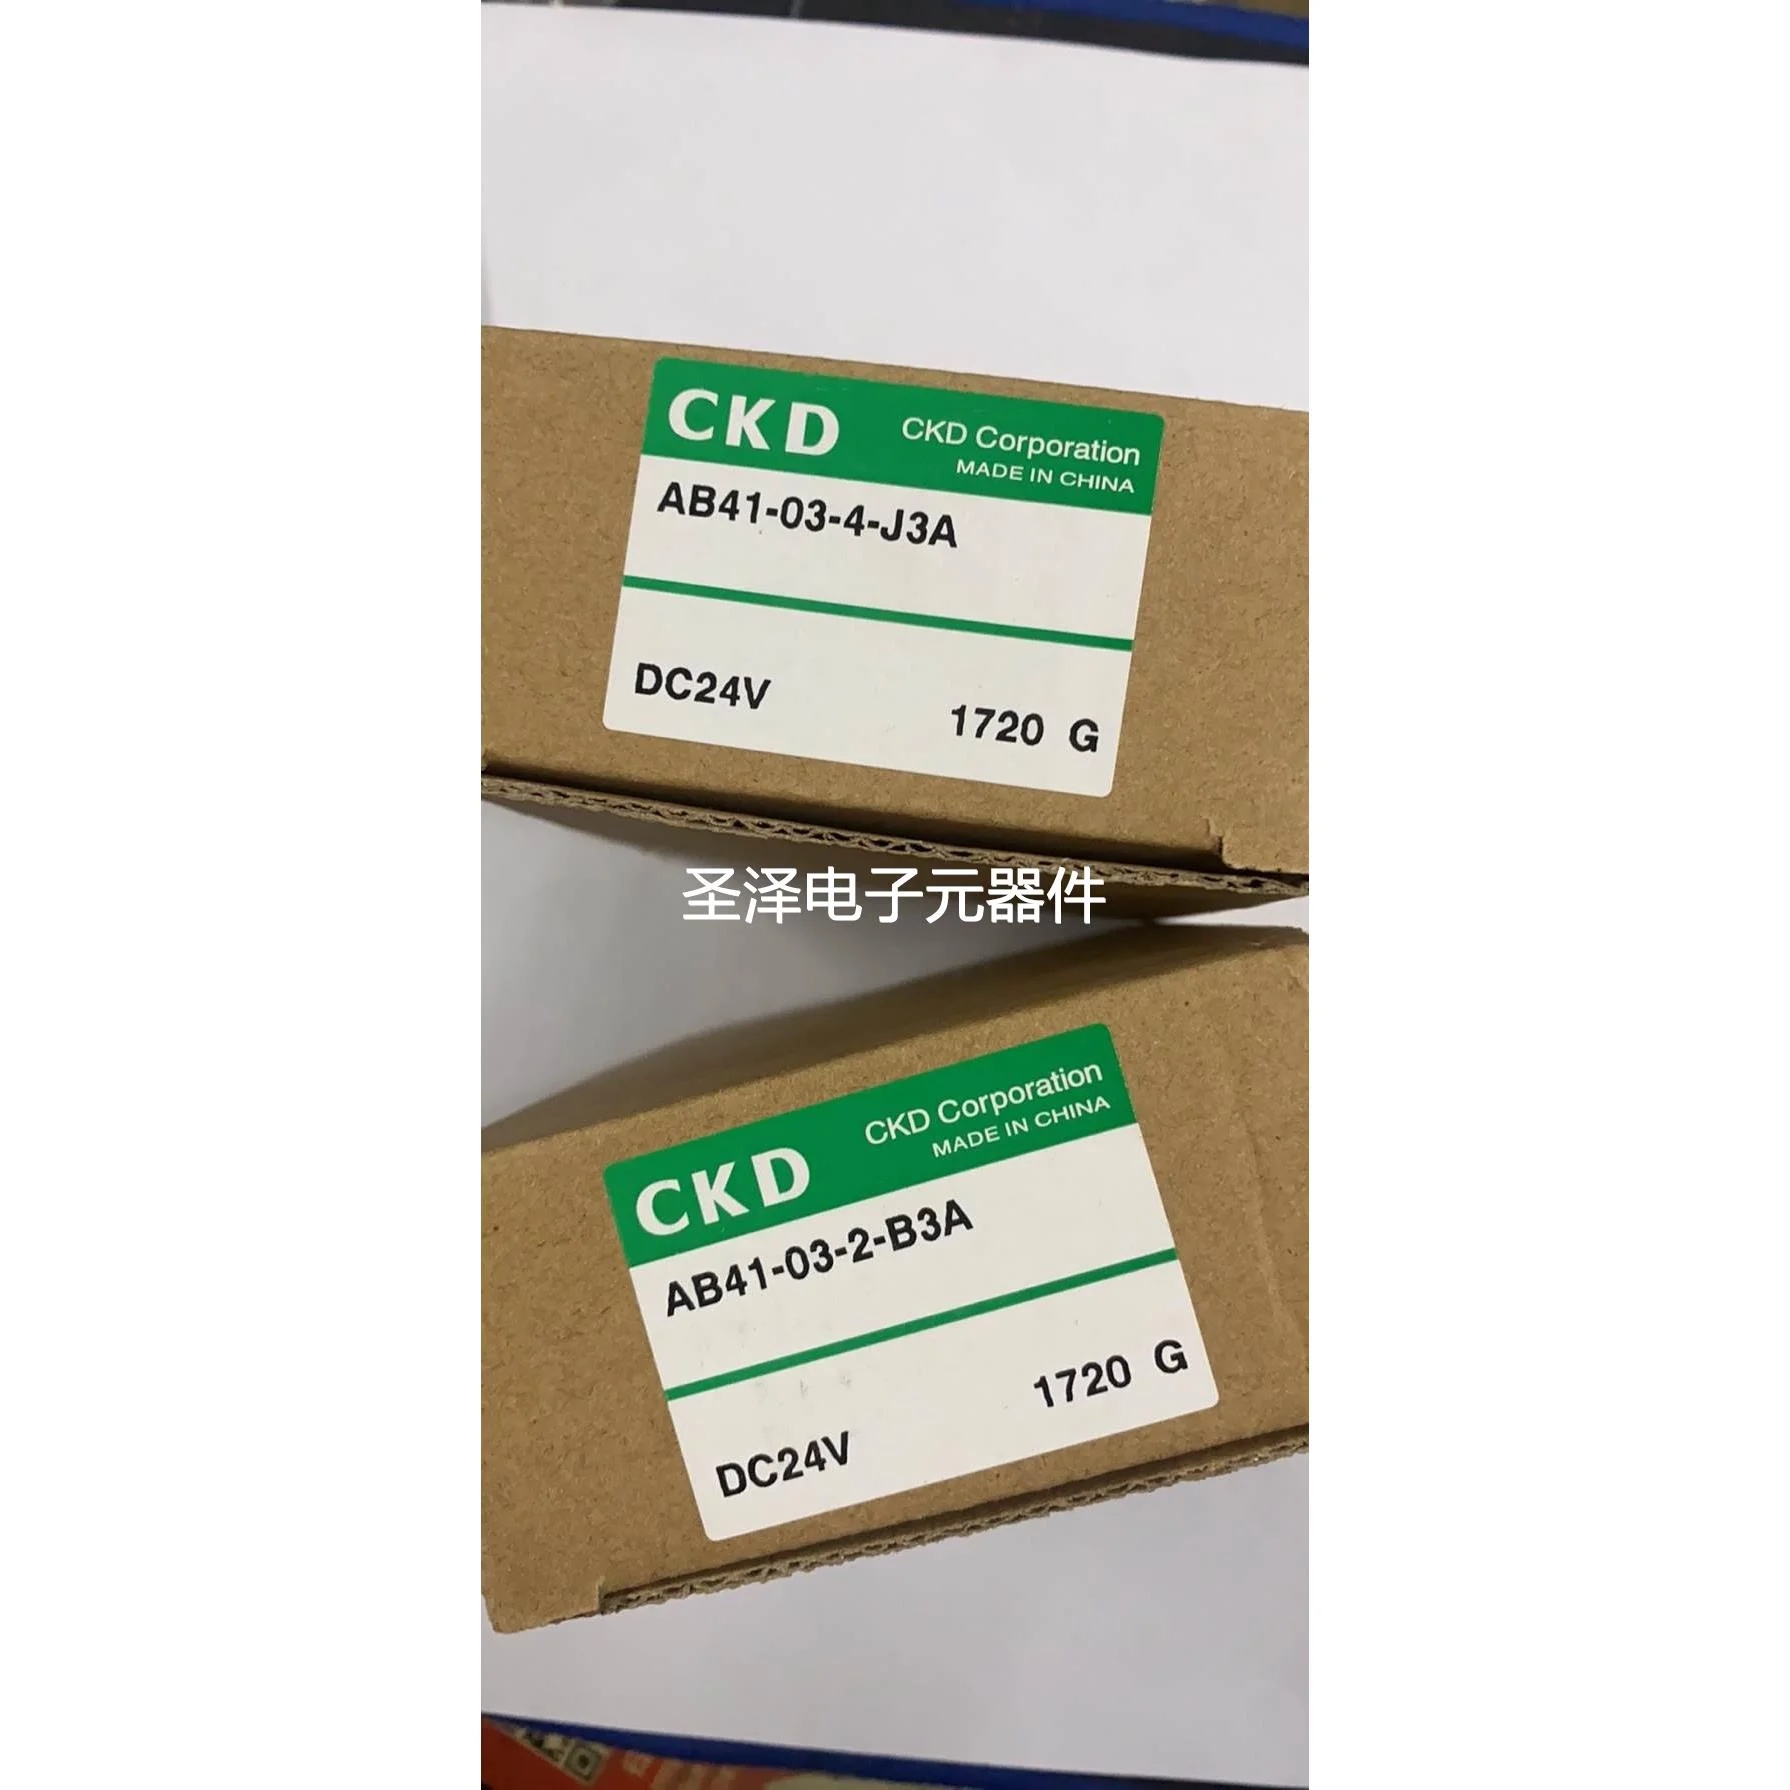 CKD
CKD Corporation
MADE IN CHINA
AB41-03-4-J3A
DC24V
1720 G
圣泽电子元器件
CKD
CKD Corporation
MADE IN CHINA
AB41-03-2-B3A
DC24V
1720 G